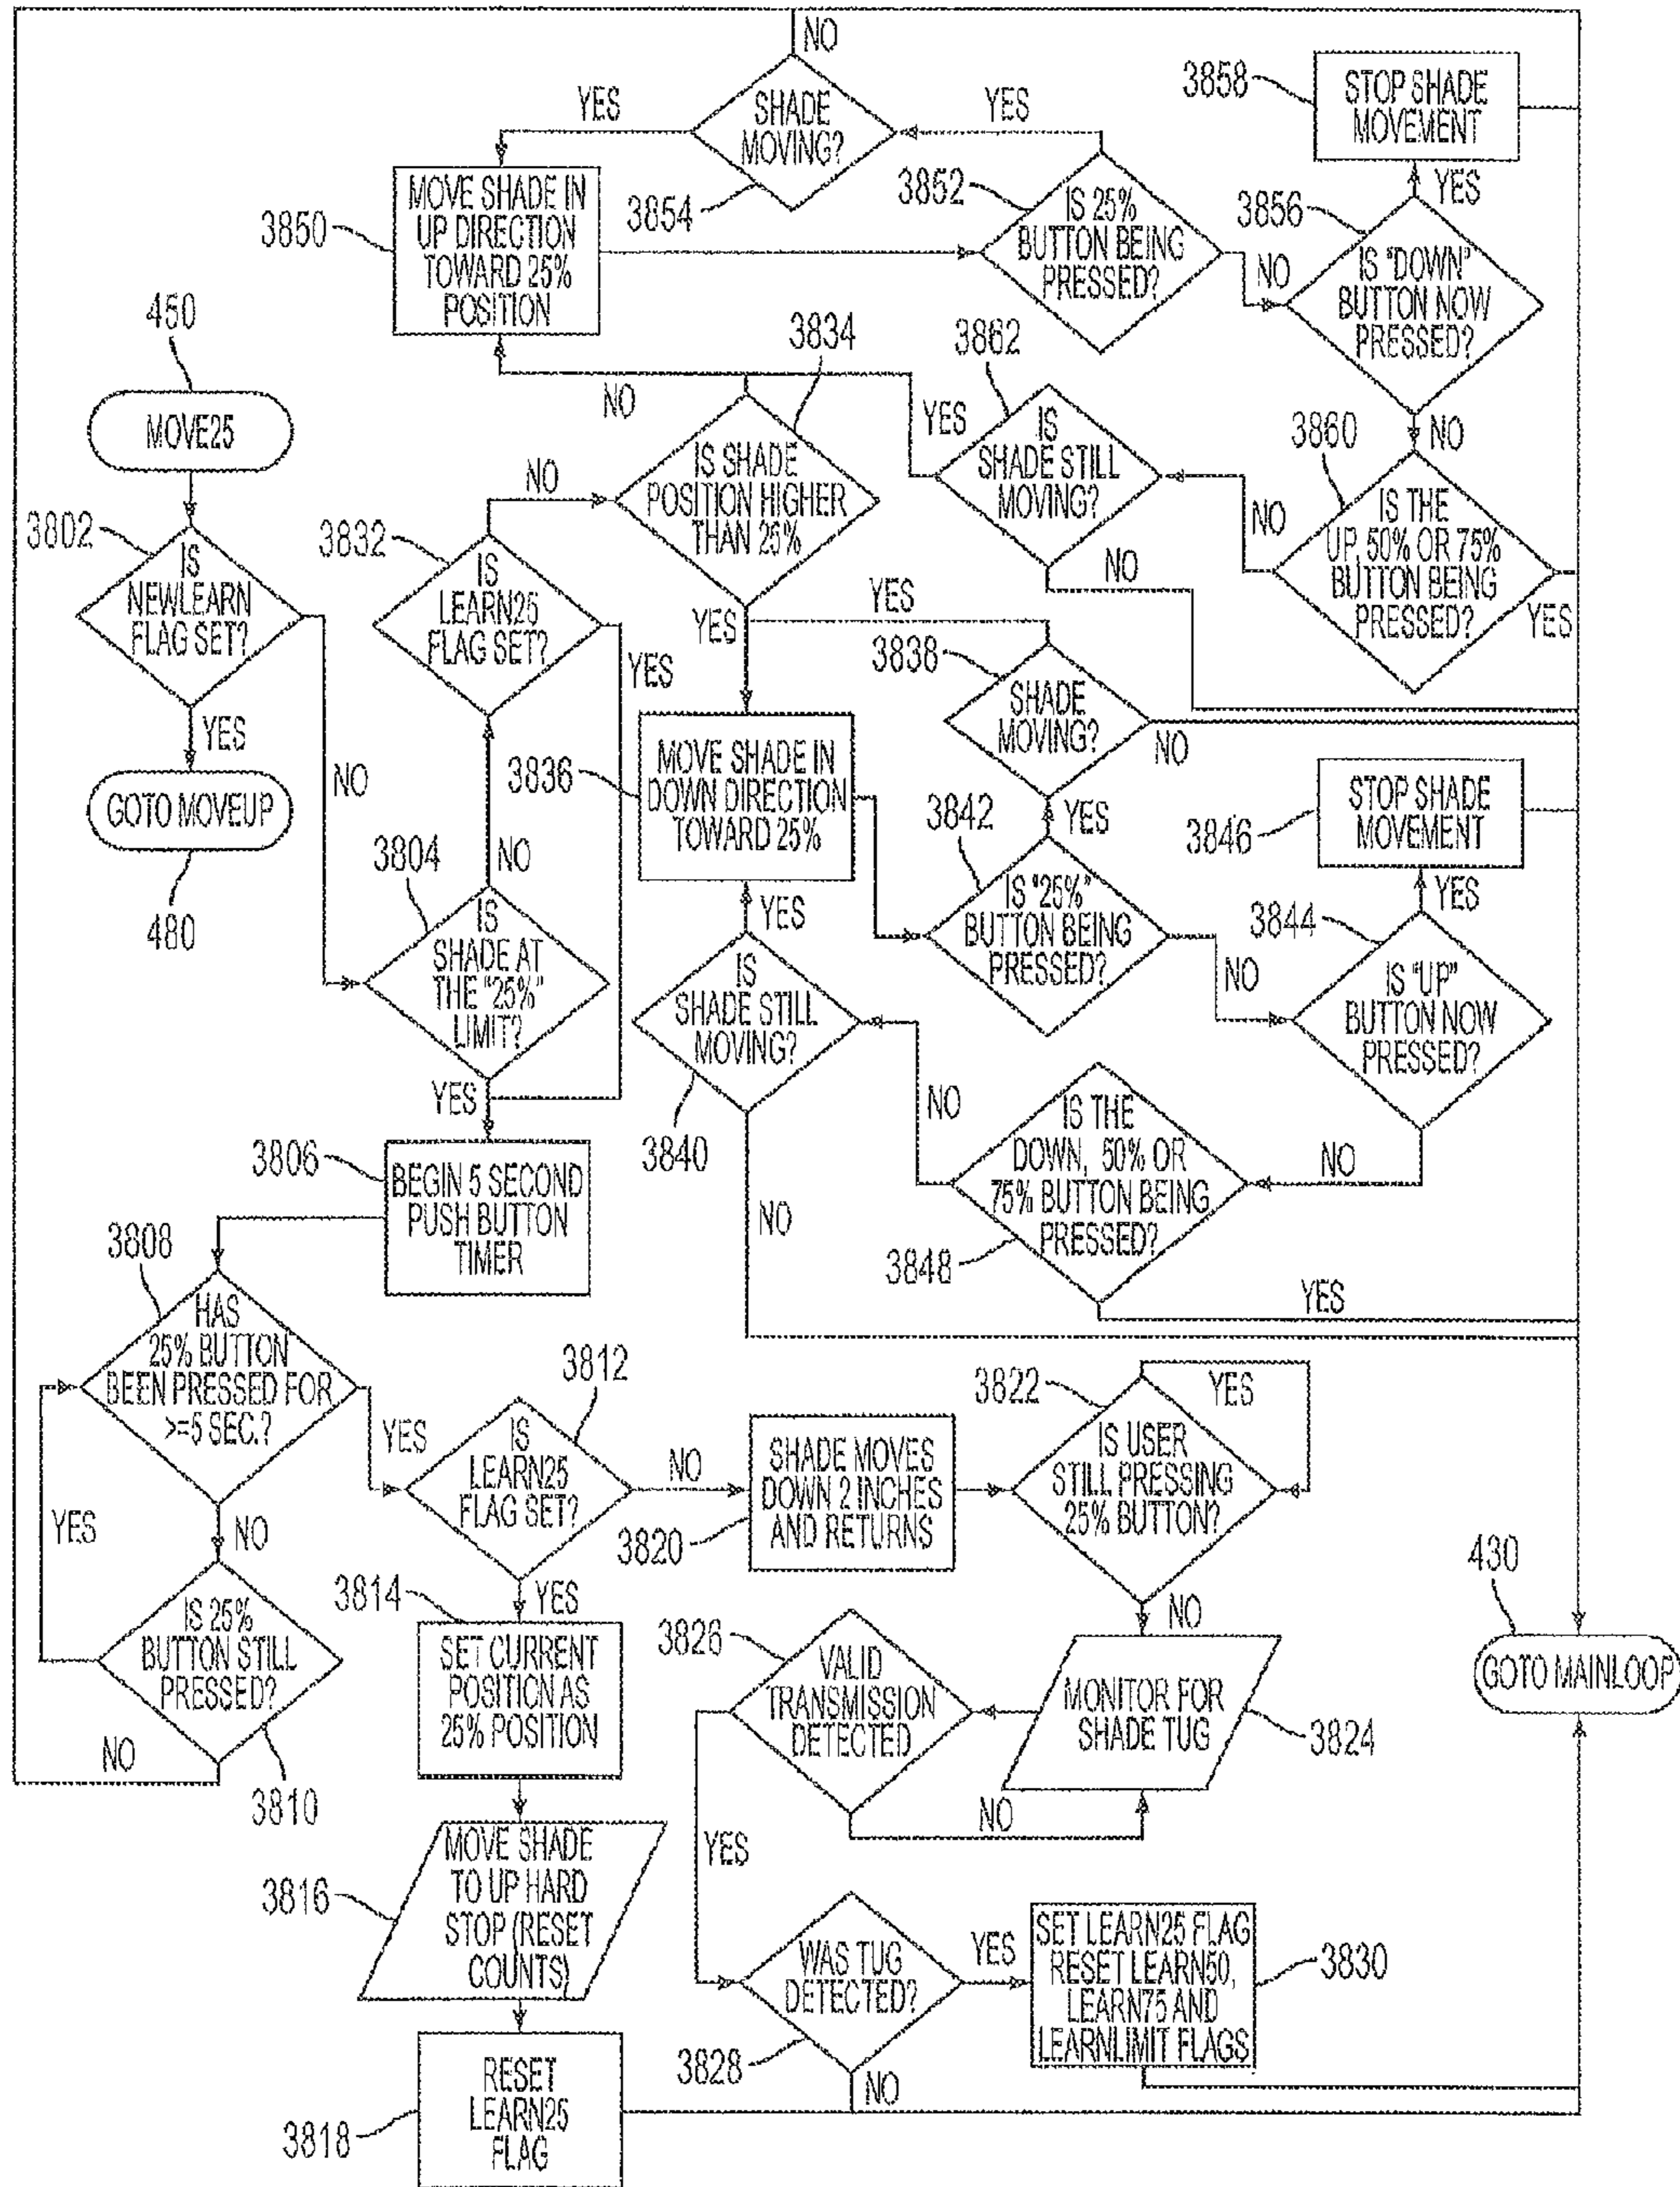 NO
3858
STOP SHADE
MOVEMENT
YES
SHADE
MOVING?
YES
3854
3850
MOVE SHADE IN
UP DIRECTION
TOWARD 25%
POSITION
3852
IS 25%
BUTTON BEING
PRESSED?
NO
3856
YES
IS "DOWN"
BUTTON NOW
PRESSED?
NO
450
MOVE25
3802
IS
NEWLEARN
FLAG SET?
YES
GOTO MOVEUP
480
NO
3832
IS
LEARN25
FLAG SET?
NO
YES
3834
NO
IS SHADE
POSITION HIGHER
THAN 25%
YES
3862
YES
IS
SHADE STILL
MOVING?
NO
3860
NO
IS THE
UP, 50% OR 75%
BUTTON BEING
PRESSED?
YES
YES
3838
SHADE
MOVING?
NO
3836
MOVE SHADE IN
DOWN DIRECTION
TOWARD 25%
3842
YES
IS "25%"
BUTTON BEING
PRESSED?
NO
3846
STOP SHADE
MOVEMENT
YES
3844
IS "UP"
BUTTON NOW
PRESSED?
NO
3804
NO
IS
SHADE AT
THE "25%"
LIMIT?
YES
YES
IS
SHADE STILL
MOVING?
3840
NO
NO
IS THE
DOWN, 50% OR
75% BUTTON BEING
PRESSED?
3848
YES
3806
BEGIN 5 SECOND
PUSH BUTTON
TIMER
3808
HAS
25% BUTTON
BEEN PRESSED FOR
>=5 SEC.?
YES
NO
YES
IS 25%
BUTTON STILL
PRESSED?
NO
3810
3812
IS
LEARN25
FLAG SET?
NO
YES
3820
SHADE MOVES
DOWN 2 INCHES
AND RETURNS
3822
YES
IS USER
STILL PRESSING
25% BUTTON?
NO
3814
SET CURRENT
POSITION AS
25% POSITION
3826
VALID
TRANSMISSION
DETECTED
NO
YES
MONITOR FOR
SHADE TUG
3824
430
GOTO MAINLOOP
3816
MOVE SHADE
TO UP HARD
STOP (RESET
COUNTS)
WAS TUG
DETECTED?
3828
YES
NO
SET LEARN25 FLAG
RESET LEARN50,
LEARN75 AND
LEARNLIMIT FLAGS
3830
3818
RESET
LEARN25
FLAG